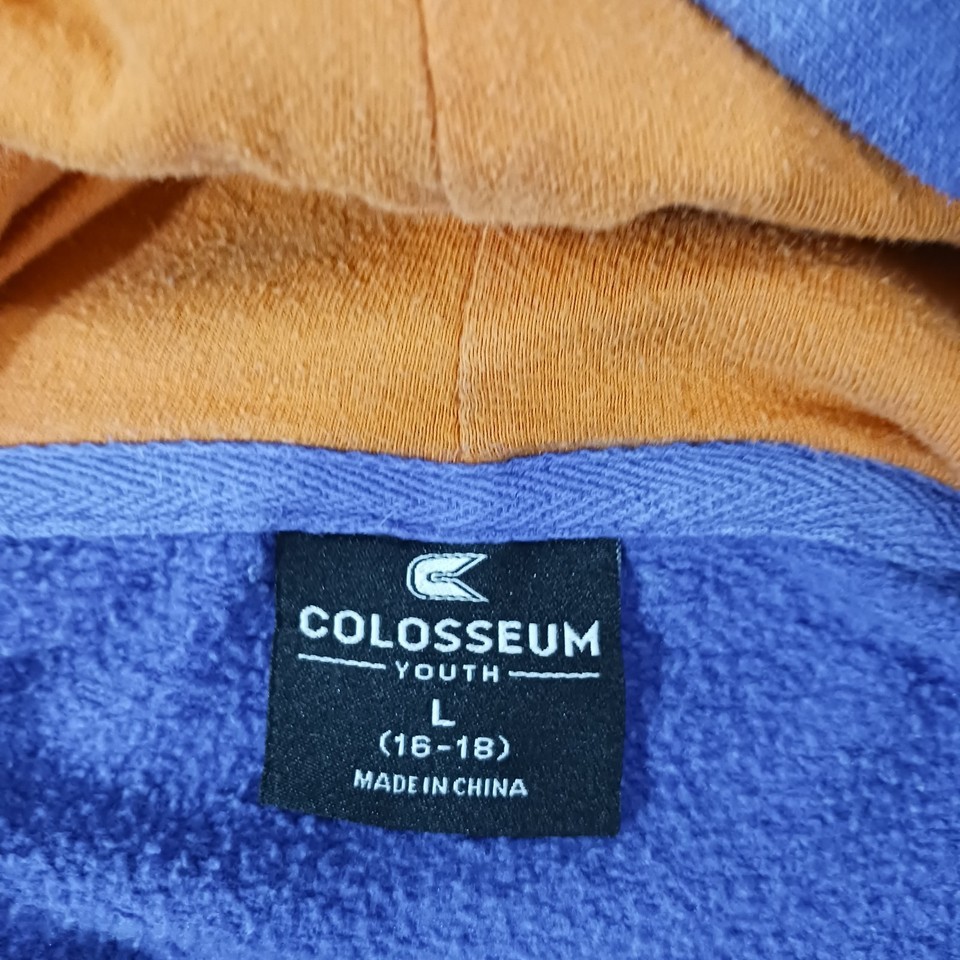 COLOSSEUM
YOUTH
L
(16-18)
MADE IN CHINA